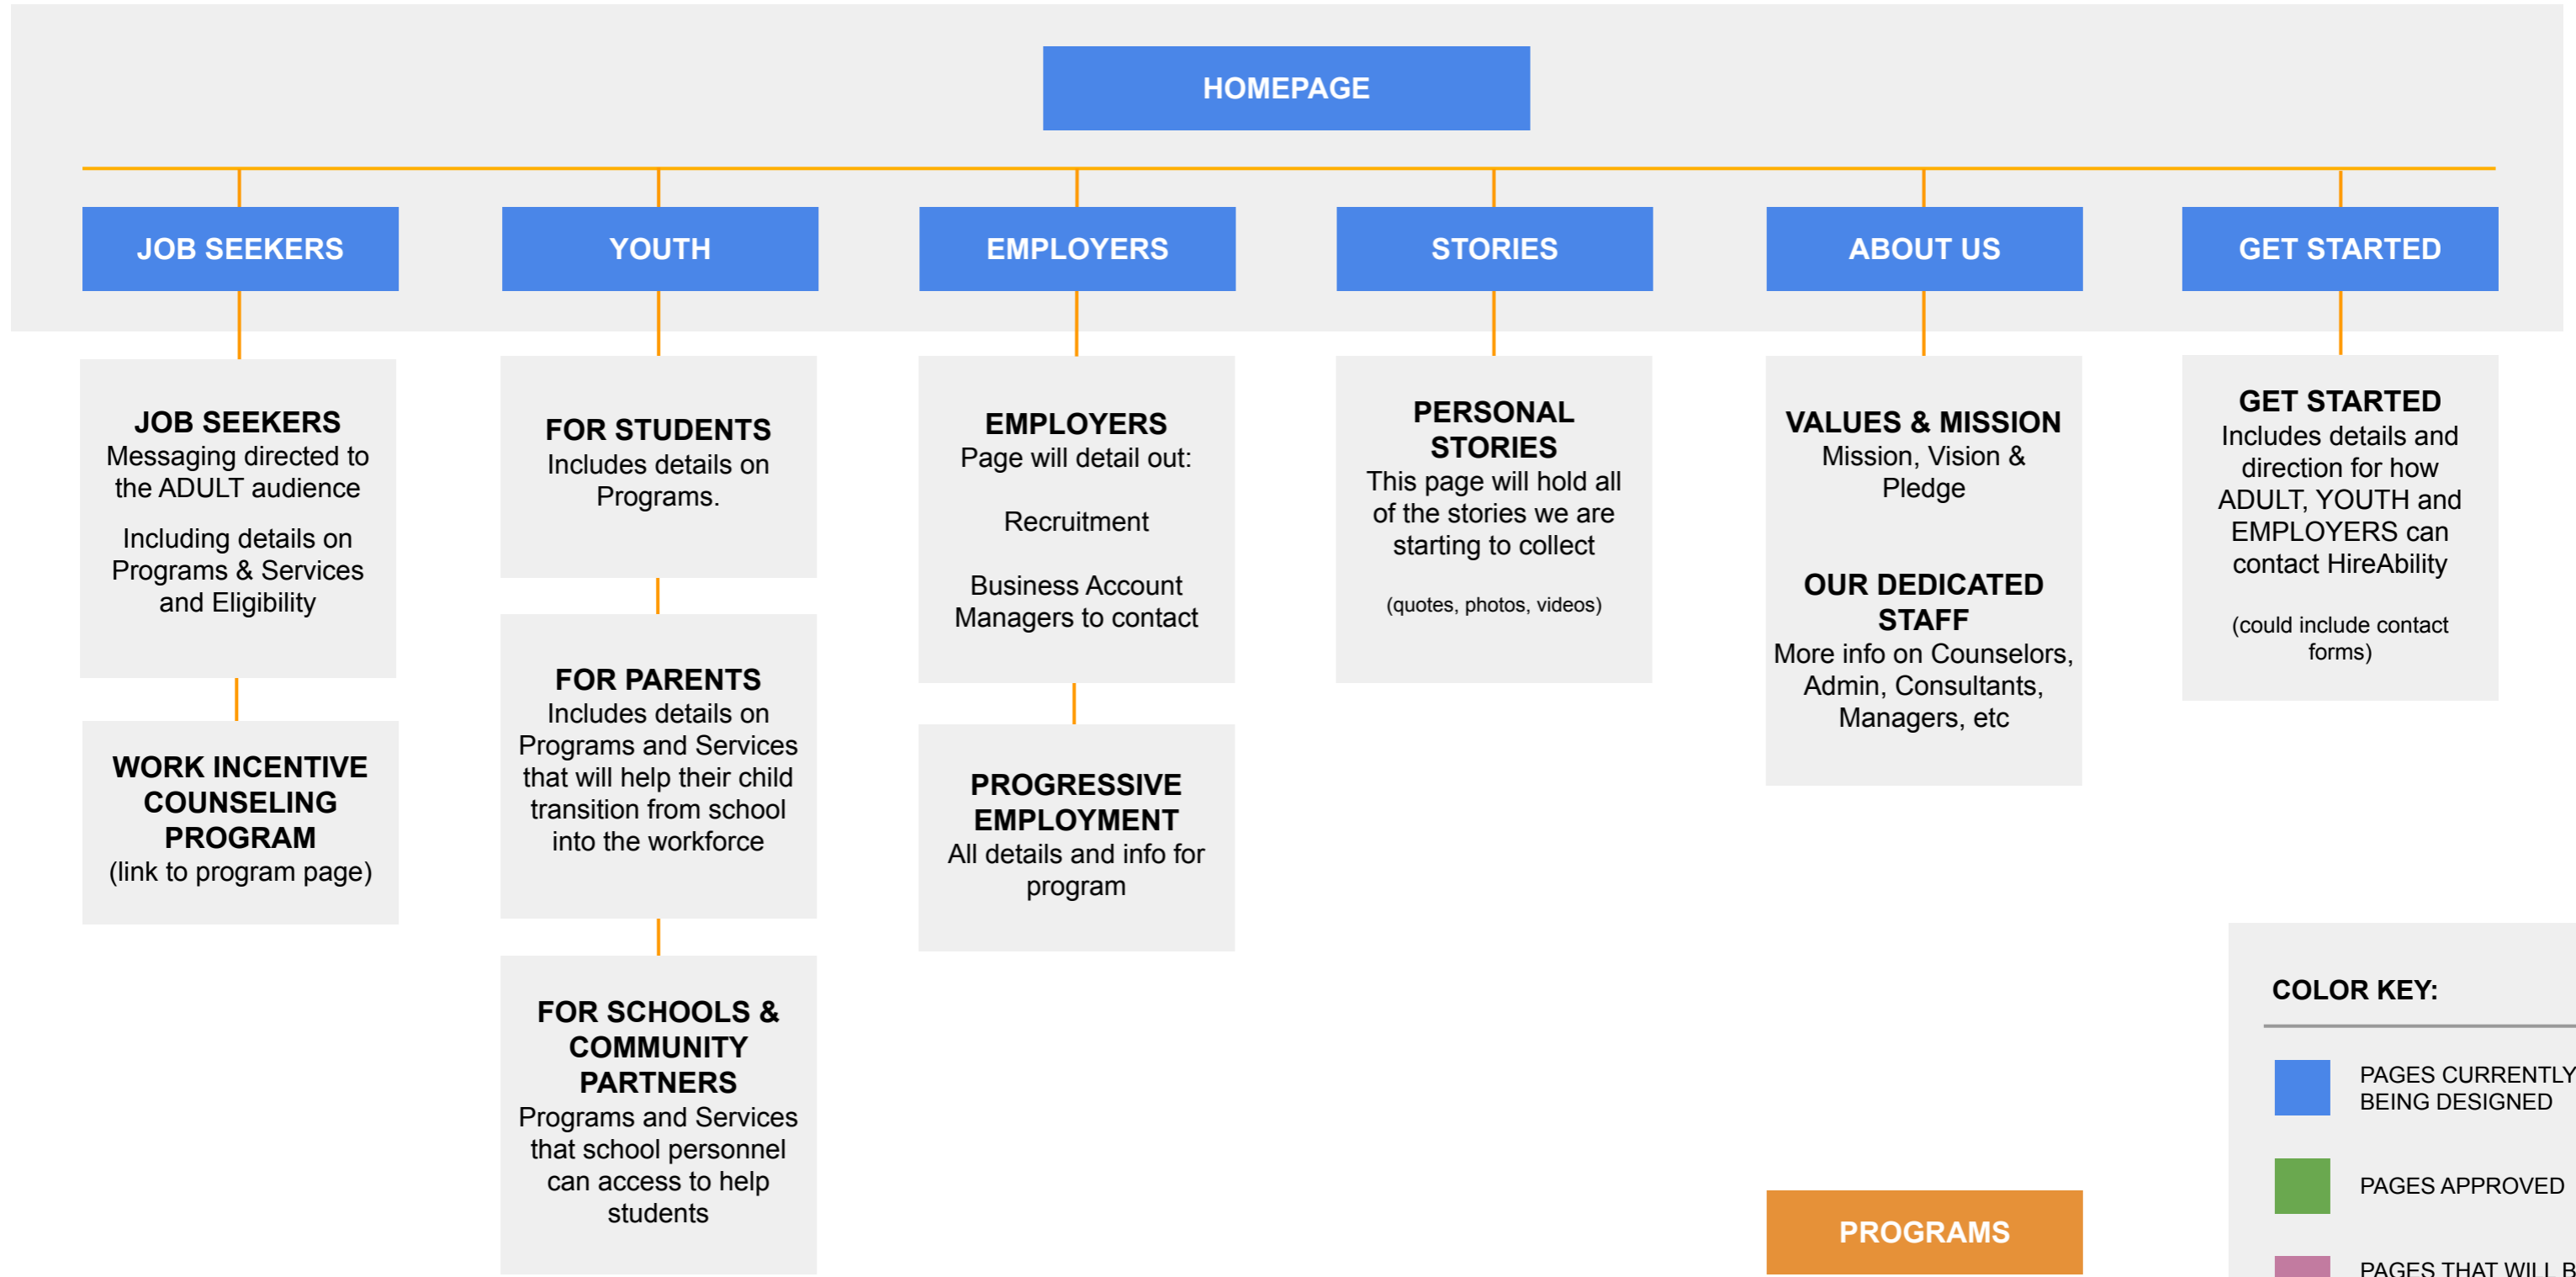 HOMEPAGE
JOB SEEKERS
YOUTH
EMPLOYERS
STORIES
ABOUT US
GET STARTED
JOB SEEKERS
Messaging directed to
the ADULT audience
Including details on
Programs & Services
and Eligibility
WORK INCENTIVE
COUNSELING
PROGRAM
(link to program page)
FOR STUDENTS
Includes details on
Programs.
FOR PARENTS
Includes details on
Programs and Services
that will help their child
transition from school
into the workforce
FOR SCHOOLS &
COMMUNITY
PARTNERS
Programs and Services
that school personnel
can access to help
students
EMPLOYERS
Page will detail out:
Recruitment
Business Account
Managers to contact
PROGRESSIVE
EMPLOYMENT
All details and info for
program
PERSONAL
STORIES
This page will hold all
of the stories we are
starting to collect
(quotes, photos, videos)
VALUES & MISSION
Mission, Vision &
Pledge
OUR DEDICATED
STAFF
More info on Counselors,
Admin, Consultants,
Managers, etc
GET STARTED
Includes details and
direction for how
ADULT, YOUTH and
EMPLOYERS can
contact HireAbility
(could include contact
forms)
PROGRAMS
COLOR KEY:
PAGES CURRENTLY
BEING DESIGNED
PAGES APPROVED
PAGES THAT WILL